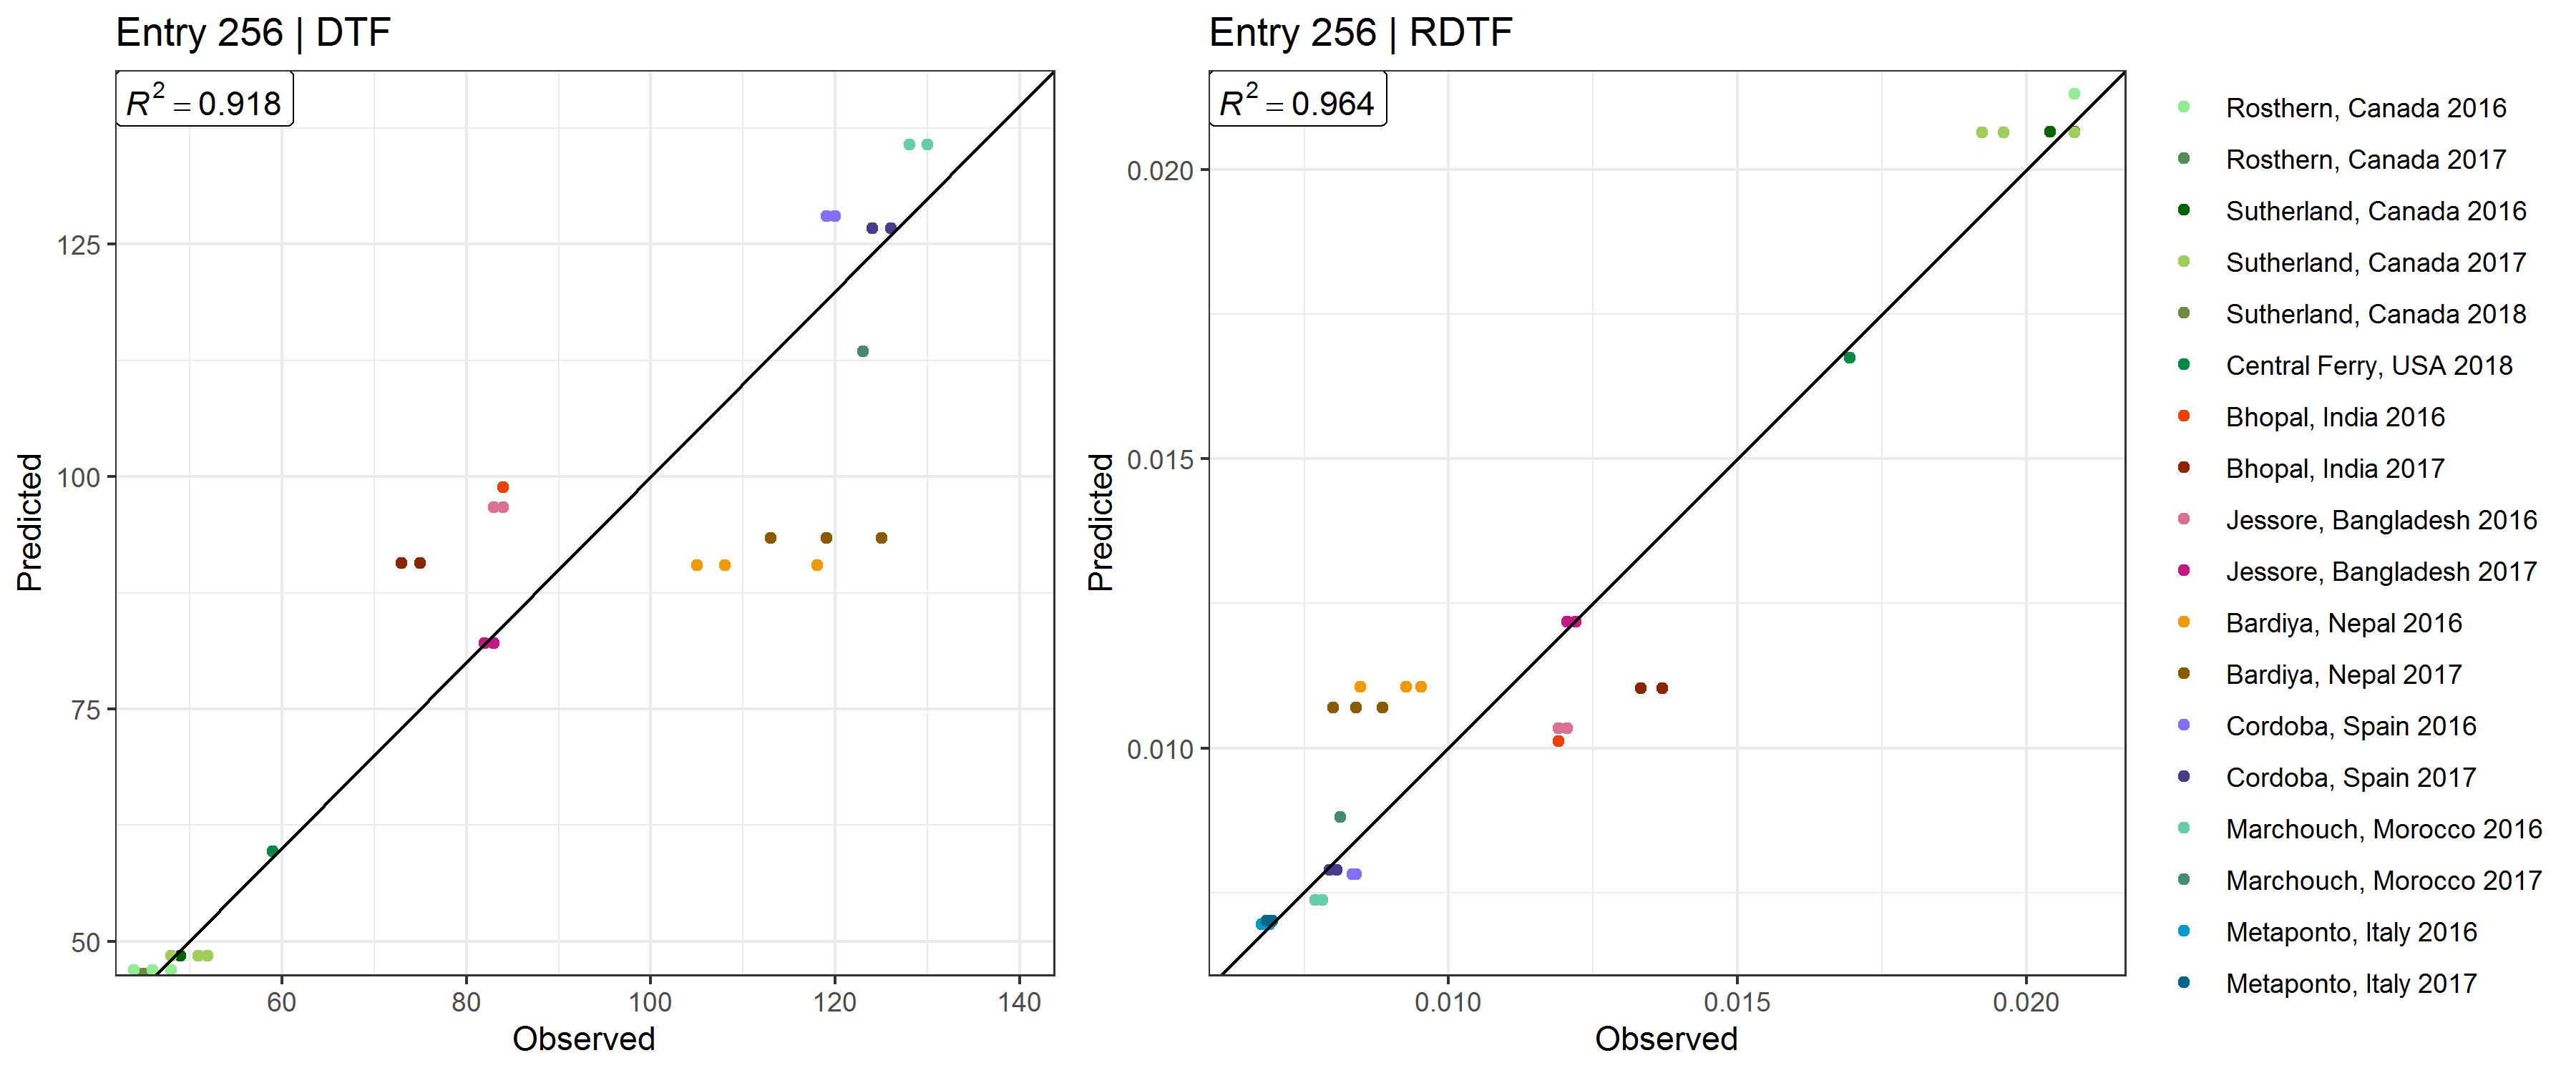 Entry 256 | DTF
R² = 0.918
125
100
75
50
Predicted
60 80 100 120 140
Observed
Entry 256 | RDTF
R² = 0.964
0.020
0.015
0.010
Predicted
0.010 0.015 0.020
Observed
Rosthern, Canada 2016
Rosthern, Canada 2017
Sutherland, Canada 2016
Sutherland, Canada 2017
Sutherland, Canada 2018
Central Ferry, USA 2018
Bhopal, India 2016
Bhopal, India 2017
Jessore, Bangladesh 2016
Jessore, Bangladesh 2017
Bardiya, Nepal 2016
Bardiya, Nepal 2017
Cordoba, Spain 2016
Cordoba, Spain 2017
Marchouch, Morocco 2016
Marchouch, Morocco 2017
Metaponto, Italy 2016
Metaponto, Italy 2017